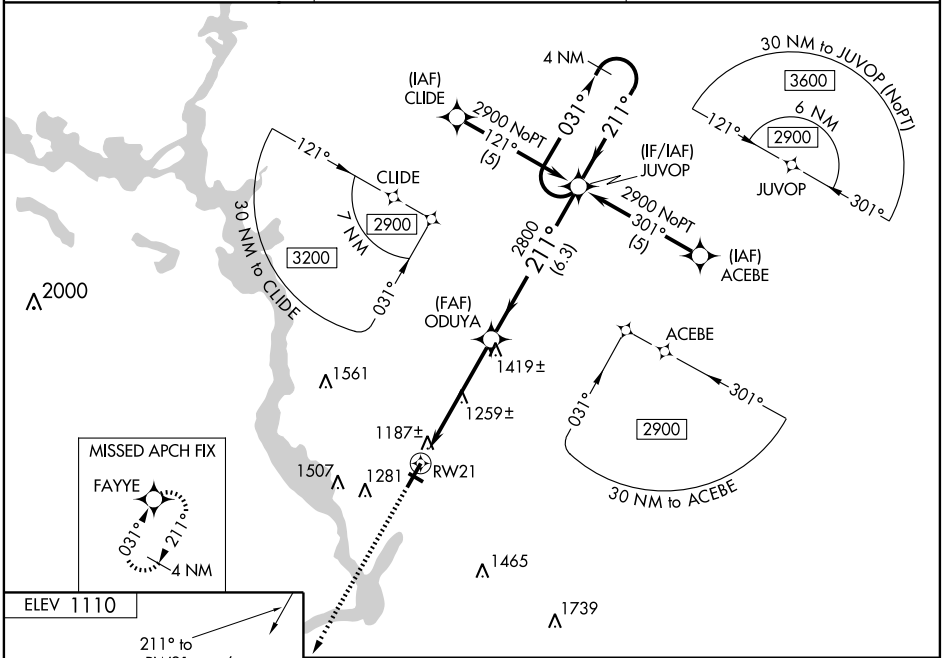 4 NM
(IAF)
CLIDE
2900 NoPT
121°
(5)
031°
211°
(IF/IAF)
JUVOP
2900 NoPT
301°
(5)
(IAF)
ACEBE
30 NM to JUVOP (NoPT)
3600
6 NM
2900
121°
JUVOP
301°
121°
CLIDE
2900
7 NM
3200
30 NM to CLIDE
031°
2800
211°
(6.3)
(FAF)
ODUYA
2000
1419±
1561
1259±
1187±
1507
1281
RW21
ACEBE
031°
301°
2900
30 NM to ACEBE
MISSED APCH FIX
FAYYE
031°
211°
4 NM
1465
1739
ELEV 1110
211° to